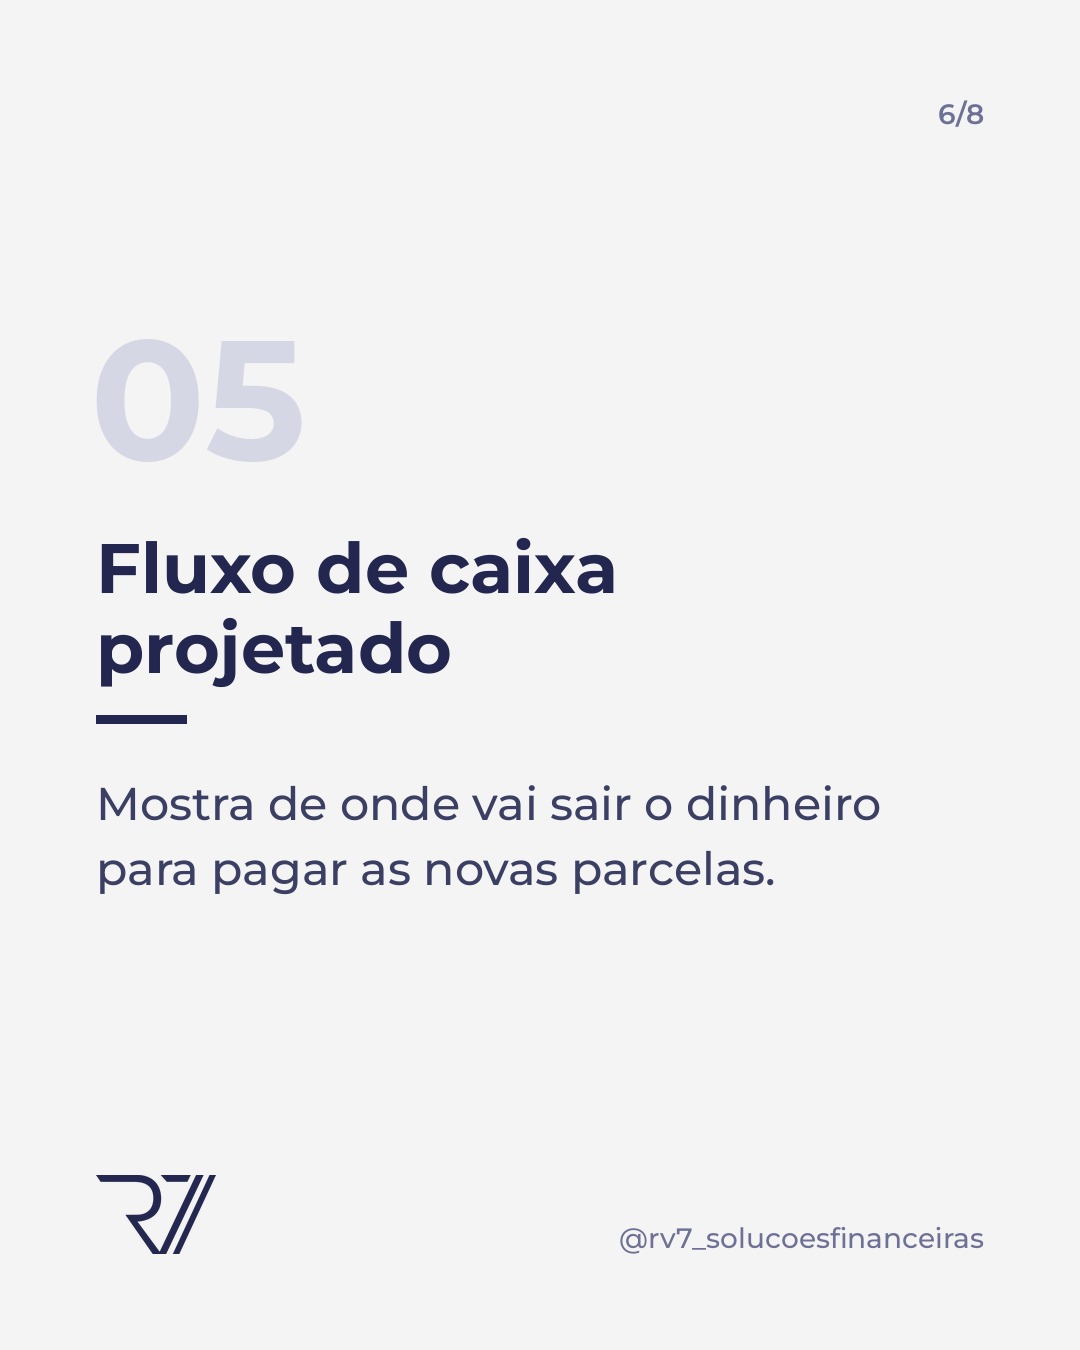 6/8
05
Fluxo de caixa
projetado
Mostra de onde vai sair o dinheiro
para pagar as novas parcelas.
R7
@rv7_solucoesfinanceiras